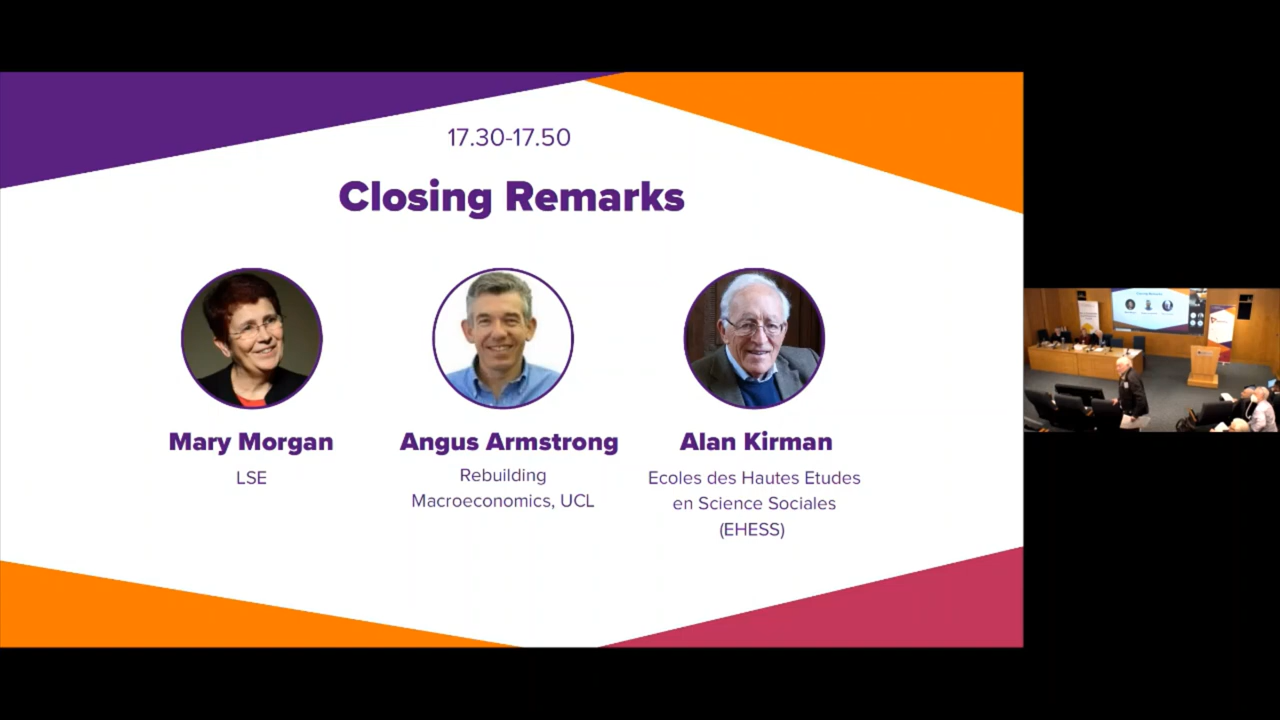 17.30-17.50
Closing Remarks
Mary Morgan
LSE
Angus Armstrong
Rebuilding
Macroeconomics, UCL
Alan Kirman
Ecoles des Hautes Etudes
en Science Sociales
(EHESS)